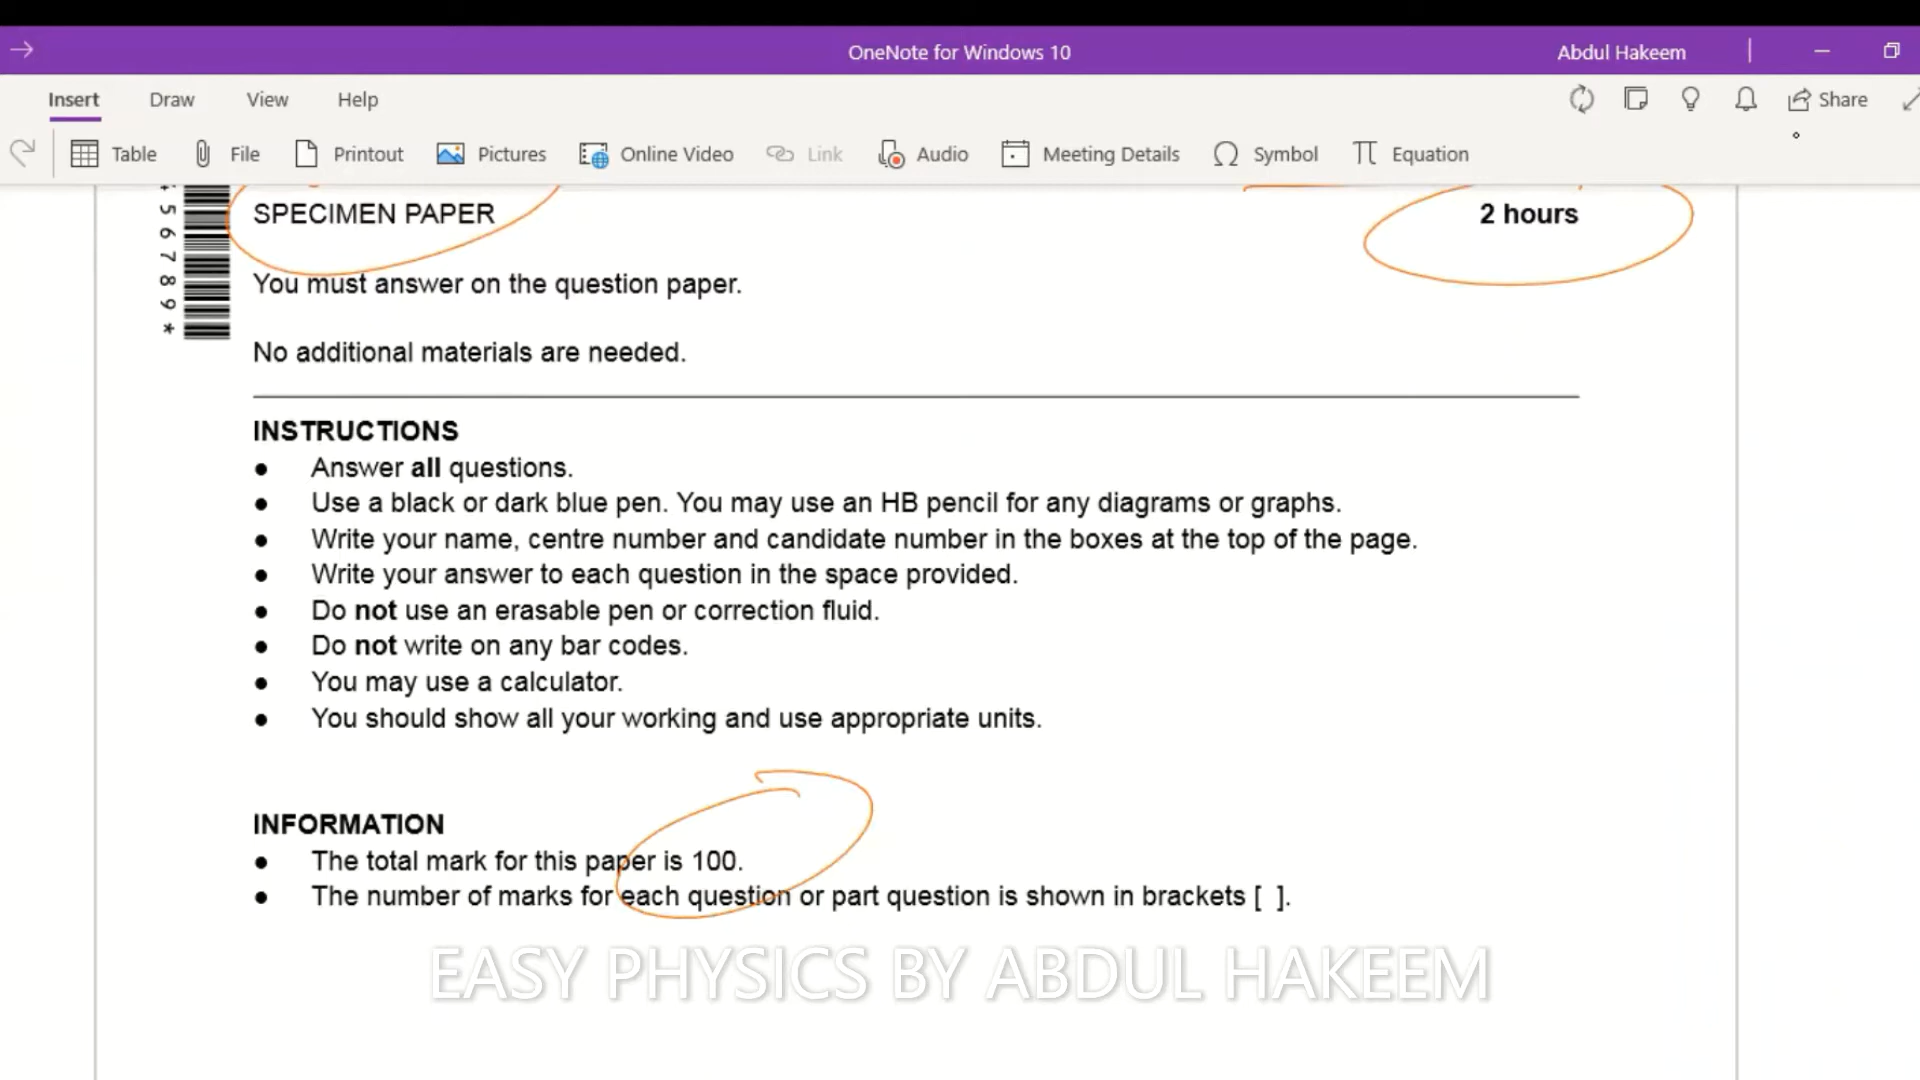 OneNote for Windows 10
Abdul Hakeem
Insert Draw View Help
Share
Table File Printout Pictures Online Video Link Audio Meeting Details Symbol Equation
56789*
SPECIMEN PAPER
2 hours
You must answer on the question paper.
No additional materials are needed.
INSTRUCTIONS
● Answer all questions.
● Use a black or dark blue pen. You may use an HB pencil for any diagrams or graphs.
● Write your name, centre number and candidate number in the boxes at the top of the page.
● Write your answer to each question in the space provided.
● Do not use an erasable pen or correction fluid.
● Do not write on any bar codes.
● You may use a calculator.
● You should show all your working and use appropriate units.
INFORMATION
● The total mark for this paper is 100.
● The number of marks for each question or part question is shown in brackets [ ].
EASY PHYSICS BY ABDUL HAKEEM